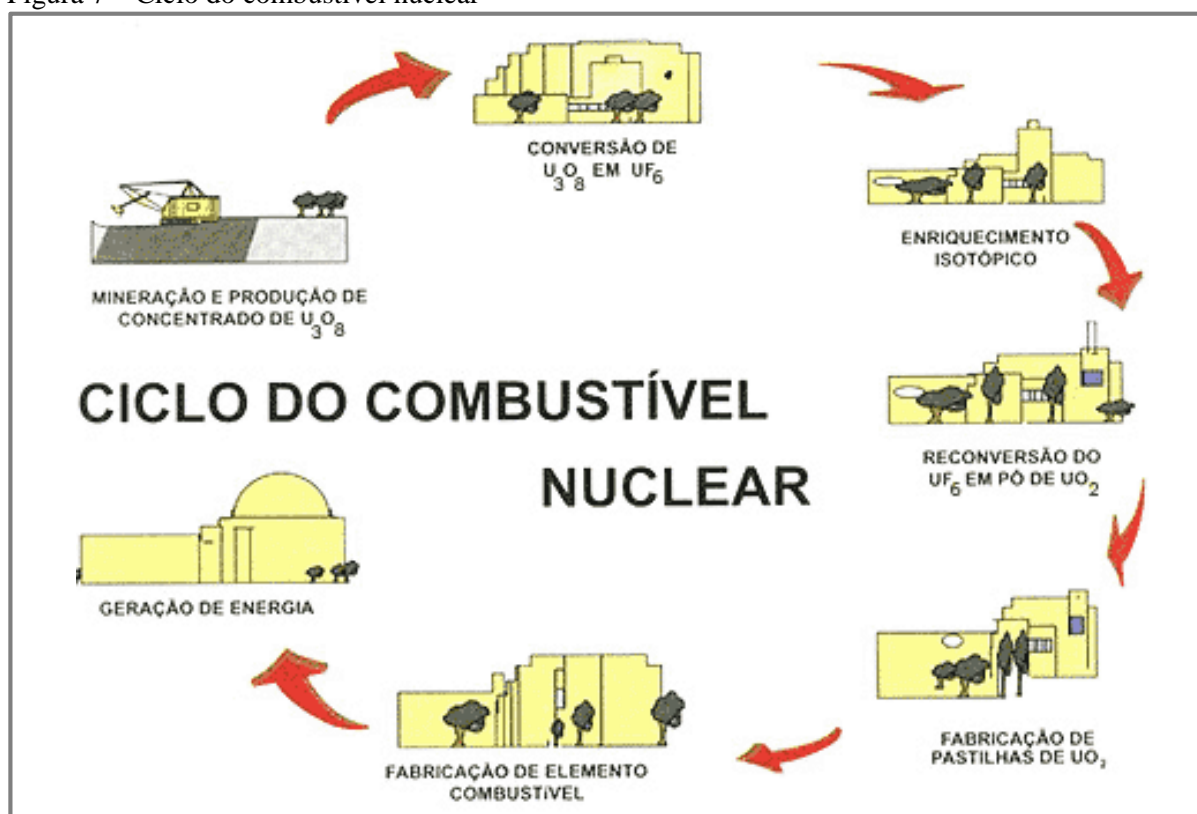 Figura 7 – Ciclo do combustível nuclear
CONVERSÃO DE
U3O8 EM UF6
ENRIQUECIMENTO
ISOTÓPICO
MINERAÇÃO E PRODUÇÃO DE
CONCENTRADO DE U3O8
CICLO DO COMBUSTÍVEL
NUCLEAR
RECONVERSÃO DO
UF6 EM PÓ DE UO2
GERAÇÃO DE ENERGIA
FABRICAÇÃO DE
PASTILHAS DE UO2
FABRICAÇÃO DE ELEMENTO
COMBUSTÍVEL